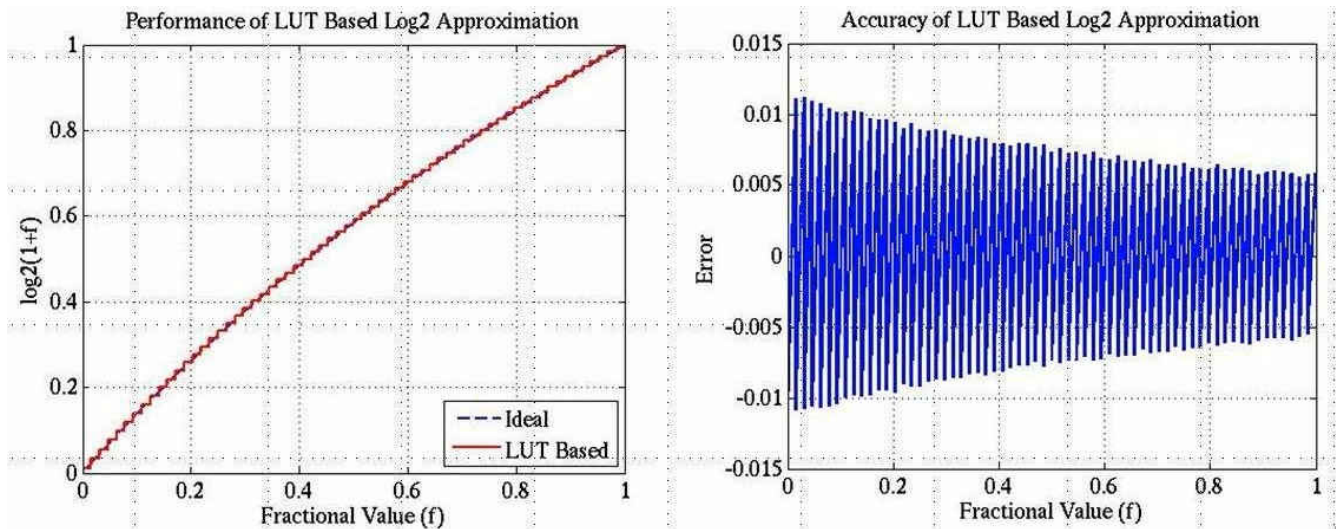 Performance of LUT Based Log2 Approximation
1
0.8
0.6
0.4
0.2
0
log2(1+f)
Ideal
LUT Based
0 0.2 0.4 0.6 0.8 1
Fractional Value (f)
Accuracy of LUT Based Log2 Approximation
0.015
0.01
0.005
0
-0.005
-0.01
-0.015
Error
0 0.2 0.4 0.6 0.8 1
Fractional Value (f)